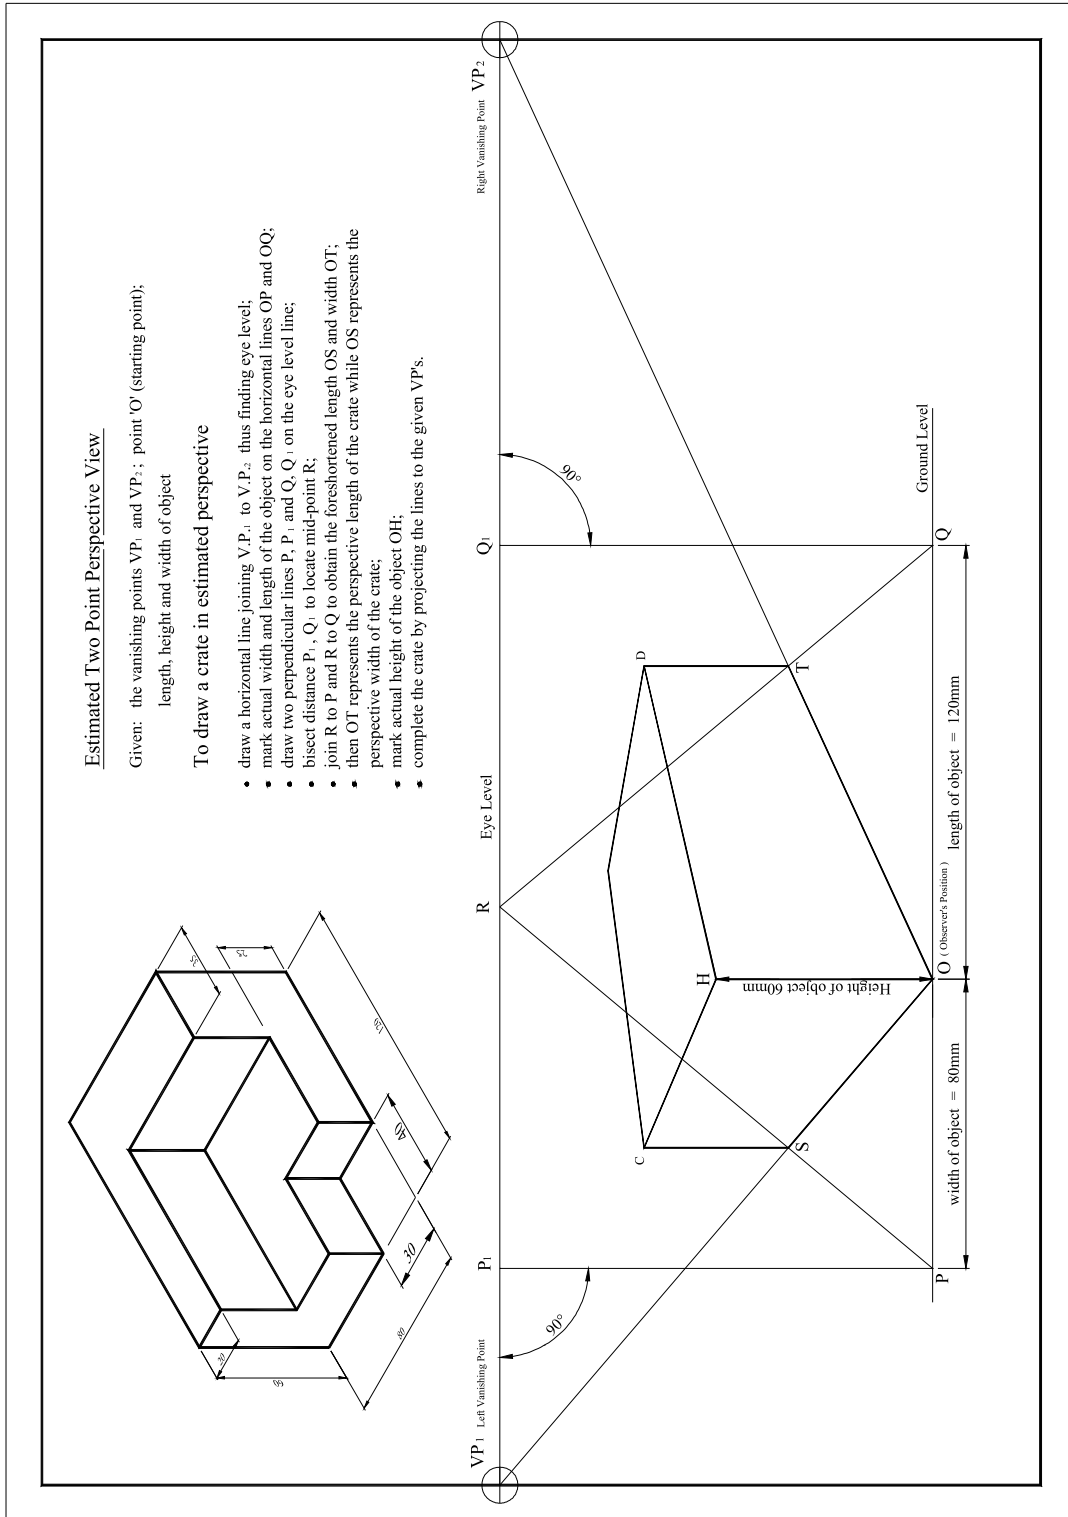 Estimated Two Point Perspective View
Given: the vanishing points VP1 and VP2 ; point 'O' (starting point);
length, height and width of object
To draw a crate in estimated perspective
• draw a horizontal line joining V.P.1 to V.P.2 thus finding eye level;
• mark actual width and length of the object on the horizontal lines OP and OQ;
• draw two perpendicular lines P, P1 and Q, Q1 on the eye level line;
• bisect distance P1 , Q1 to locate mid-point R;
• join R to P and R to Q to obtain the foreshortened length OS and width OT;
• then OT represents the perspective length of the crate while OS represents the
perspective width of the crate;
• mark actual height of the object OH;
• complete the crate by projecting the lines to the given VP's.
20
60
80
30
40
120
25
25
VP1 Left Vanishing Point
P1
R
Eye Level
Q1
Right Vanishing Point VP2
90°
90°
C
D
H
S
T
Height of object 60mm
Ground Level
P
O ( Observer's Position )
Q
width of object = 80mm
length of object = 120mm